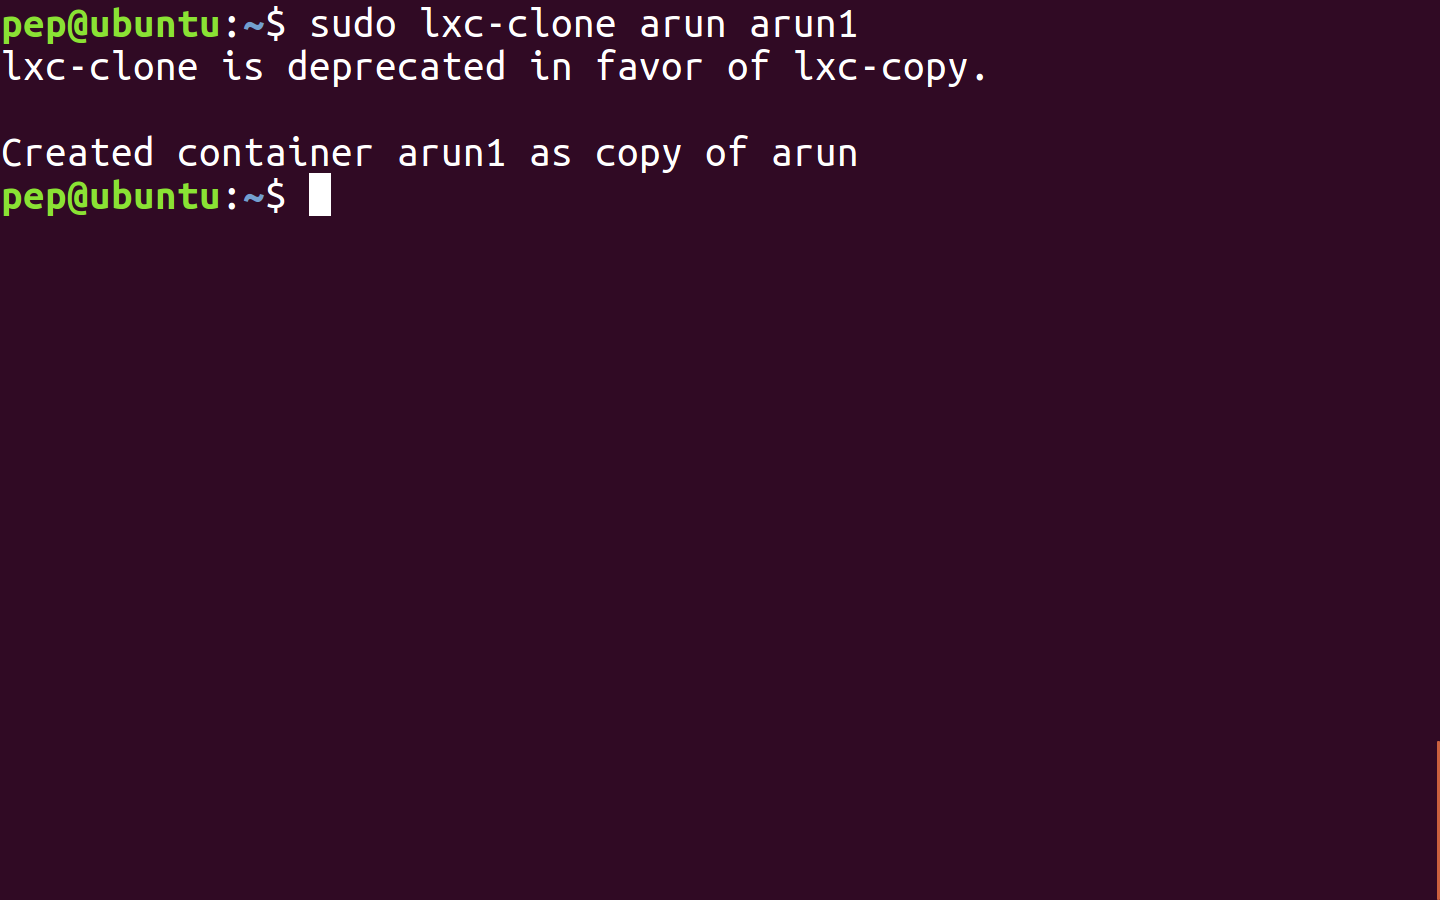 pep@ubuntu:~$ sudo lxc-clone arun arun1
lxc-clone is deprecated in favor of lxc-copy.
Created container arun1 as copy of arun
pep@ubuntu:~$